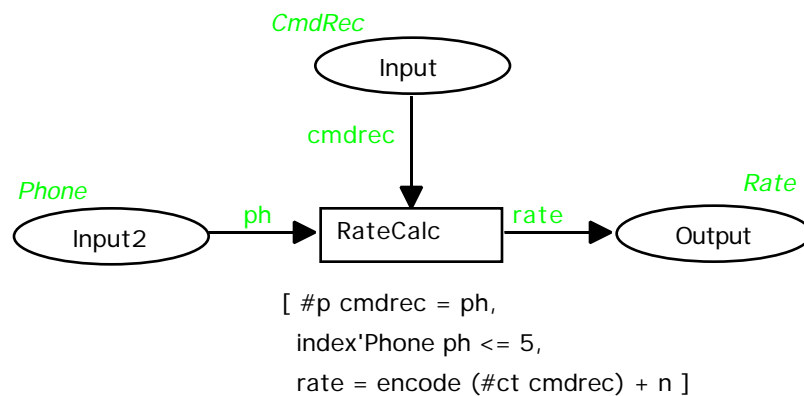 CmdRec
Input
cmdrec
Phone
Rate
ph
rate
Input2
RateCalc
Output
[ #p cmdrec = ph,
index'Phone ph <= 5,
rate = encode (#ct cmdrec) + n ]